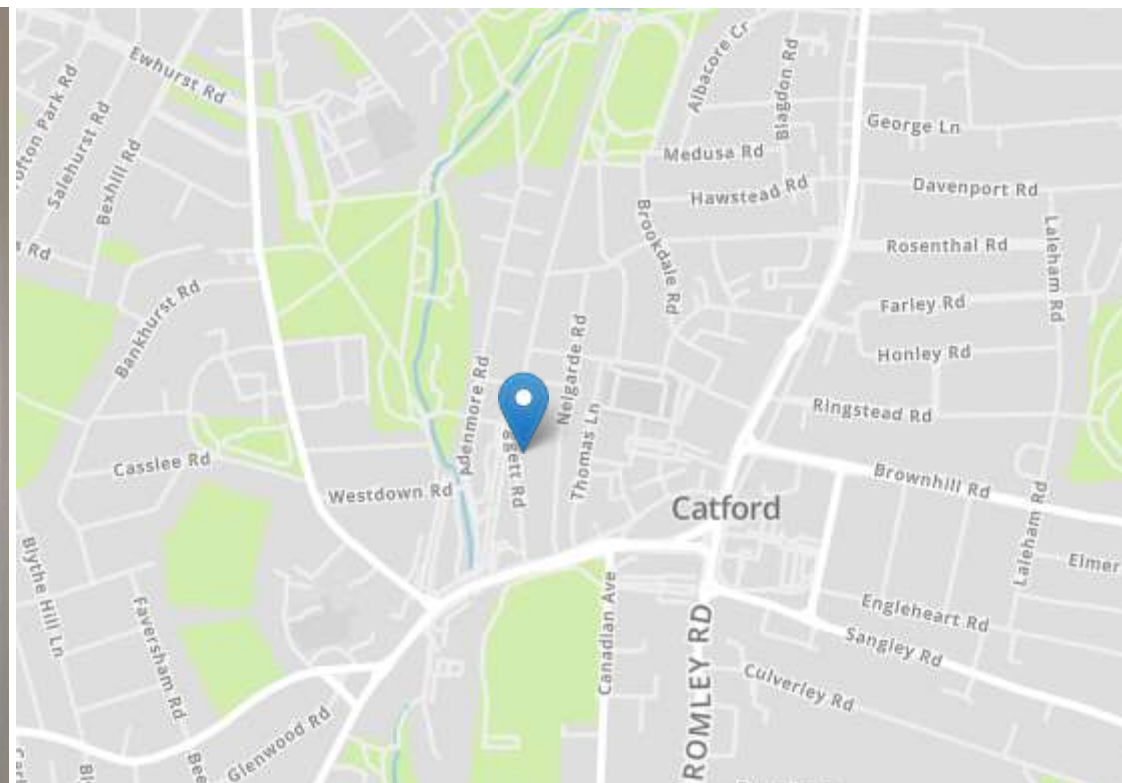 Ewhurst Rd
Albacore Cr
Blagdon Rd
George Ln
Medusa Rd
Davenport Rd
Hawstead Rd
Salehurst Rd
Bexhill Rd
Brookdale Rd
Rosenthal Rd
Laleham Rd
Rd
Bankhurst Rd
Farley Rd
Honley Rd
Nelgarde Rd
Adenmore Rd
Ringstead Rd
Thomas Ln
Casslee Rd
Westdown Rd
Rd
Catford
Brownhill Rd
Laleham Rd
Blythe Hill Ln
Elmer
Faversham Rd
Canadian Ave
Engleheart Rd
Sangley Rd
ROMLEY RD
Culverley Rd
Glenwood Rd